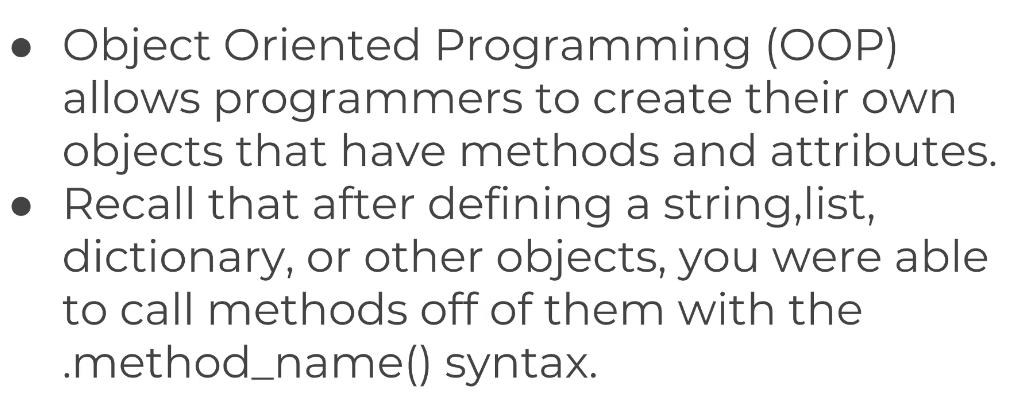 ● Object Oriented Programming (OOP)
allows programmers to create their own
objects that have methods and attributes.
● Recall that after defining a string,list,
dictionary, or other objects, you were able
to call methods off of them with the
.method_name() syntax.